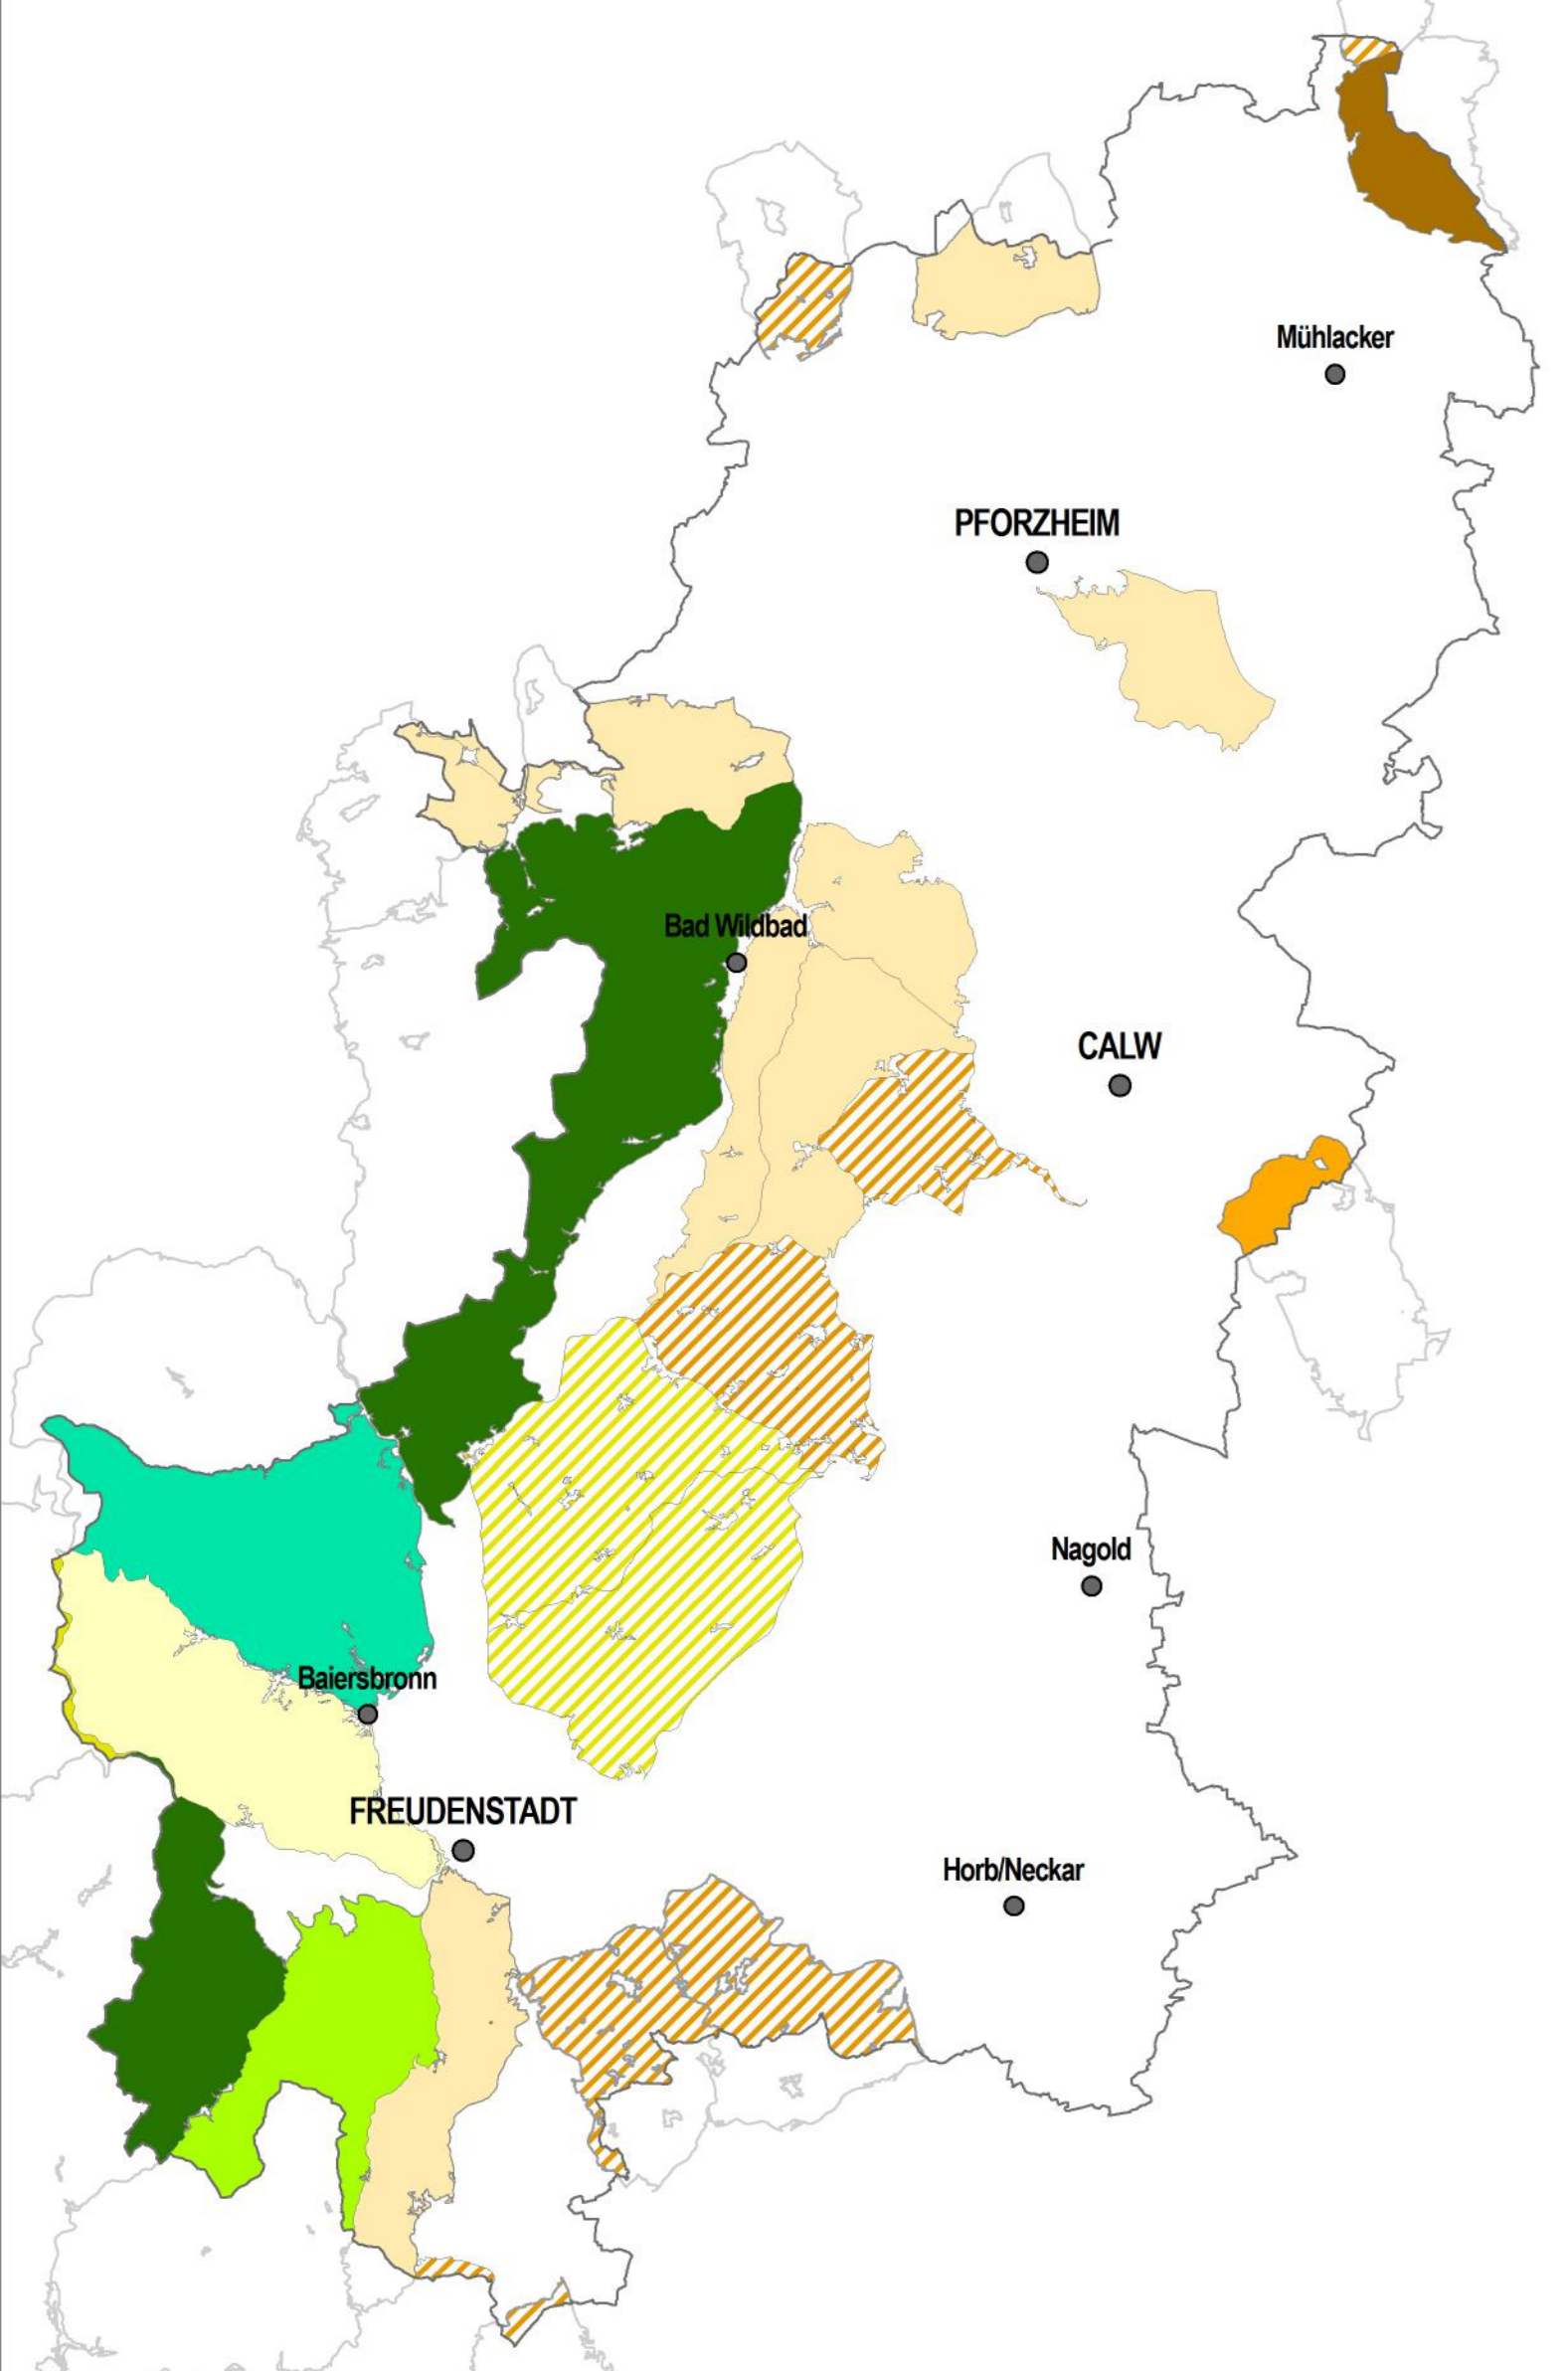 Mühlacker
PFORZHEIM
Bad Wildbad
CALW
Nagold
Baiersbronn
FREUDENSTADT
Horb/Neckar